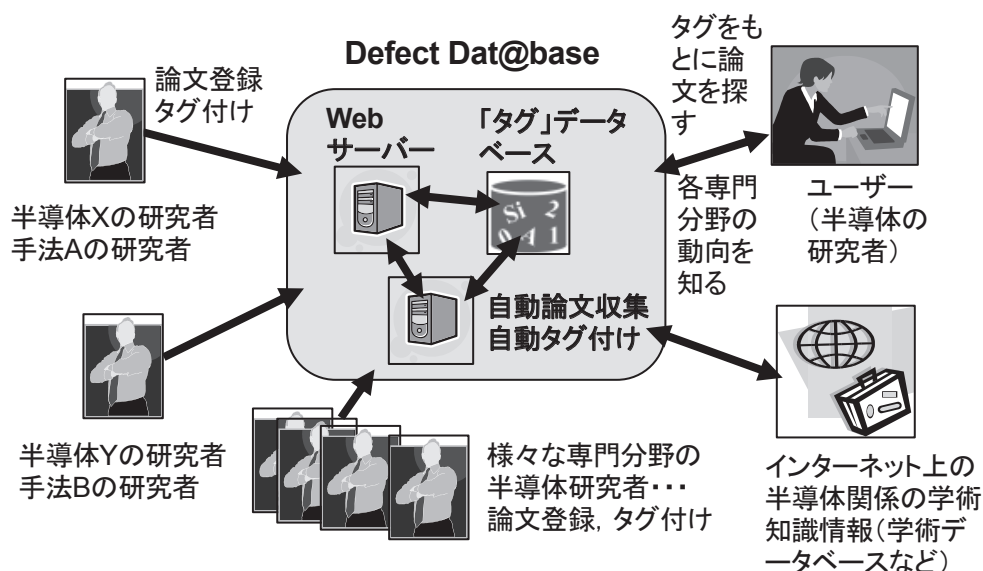 Defect Dat@base
論文登録
タグ付け
タグをも
とに論
文を探
す
Web
サーバー
「タグ」データ
ベース
Si 2
0 A 1
半導体Xの研究者
手法Aの研究者
各専門
分野の
動向を
知る
ユーザー
(半導体の
研究者)
自動論文収集
自動タグ付け
半導体Yの研究者
手法Bの研究者
様々な専門分野の
半導体研究者・・・
論文登録，タグ付け
インターネット上の
半導体関係の学術
知識情報(学術デ
ータベースなど)